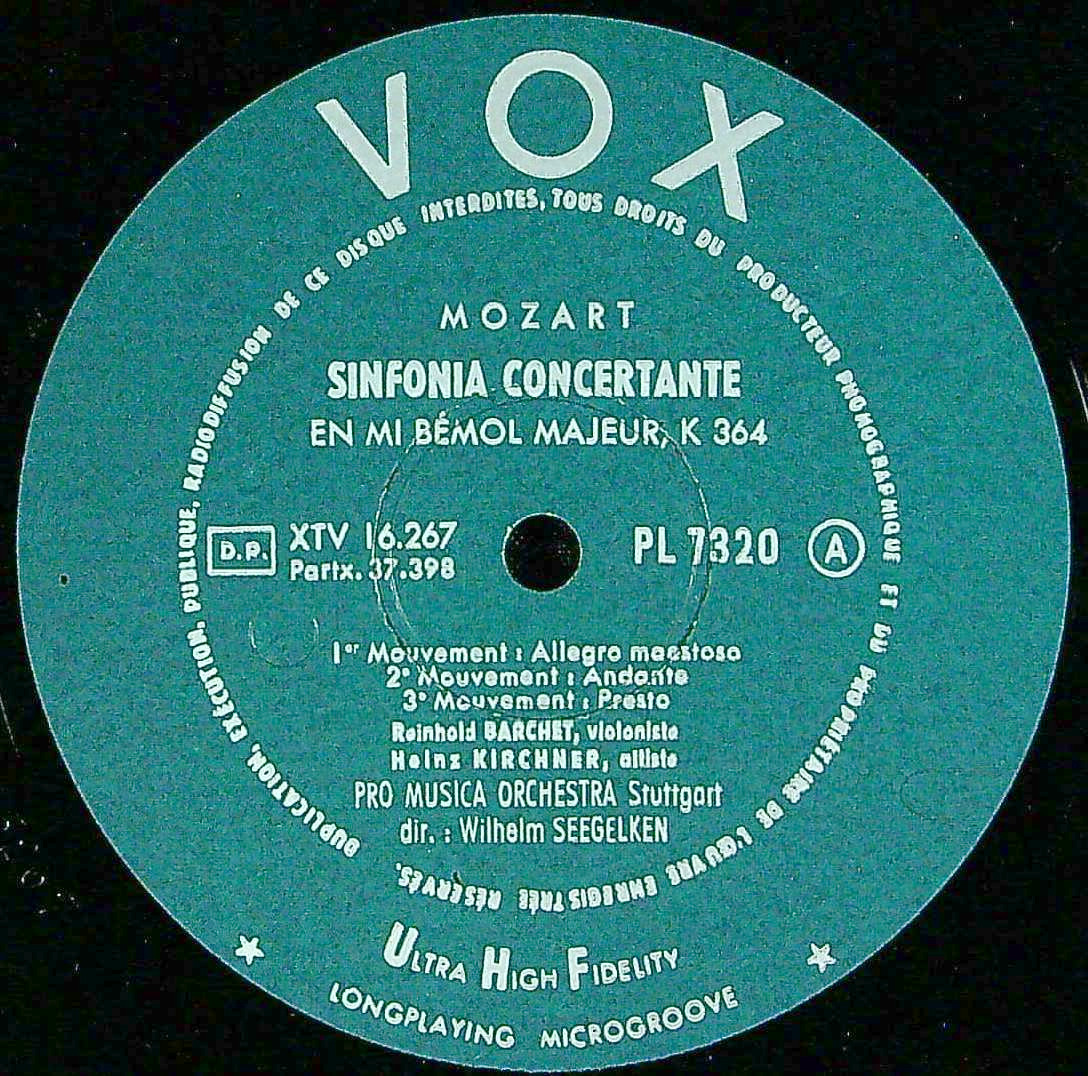 VOX
DUPLICATION, EXÉCUTION, PUBLIQUE, RADIODIFFUSION DE CE DISQUE INTERDITES, TOUS DROITS DU PRODUCTEUR PHONOGRAPHIQUE ET DU PROPRIÉTAIRE DE L'ŒUVRE ENREGISTRÉE RÉSERVÉS.
MOZART
SINFONIA CONCERTANTE
EN MI BÉMOL MAJEUR, K 364
D.P. XTV 16.267 PL 7320 A
Partx. 37.398
1er Mouvement : Allegro maestoso
2e Mouvement : Andante
3e Mouvement : Presto
Reinhold BARCHET, violoniste
Heinz KIRCHNER, altiste
PRO MUSICA ORCHESTRA Stuttgart
dir. : Wilhelm SEEGELKEN
ULTRA HIGH FIDELITY
LONGPLAYING MICROGROOVE